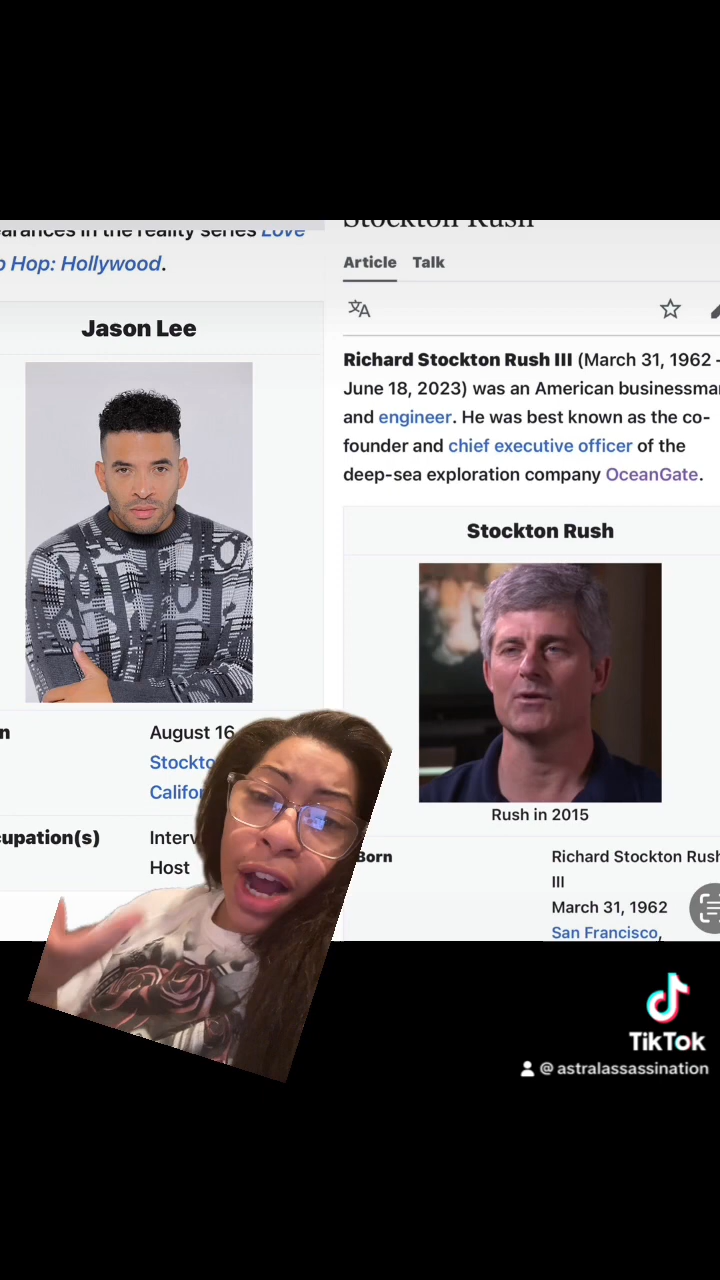 earances in the reality series Love
p Hop: Hollywood.
Jason Lee
August 16
Stockto
Califor
cupation(s)
Interv
Host
Stockton Rush
Article Talk
Richard Stockton Rush III (March 31, 1962 -
June 18, 2023) was an American businessma
and engineer. He was best known as the co-
founder and chief executive officer of the
deep-sea exploration company OceanGate.
Stockton Rush
Rush in 2015
Born
Richard Stockton Rush
III
March 31, 1962
San Francisco,
TikTok
@astralassassination